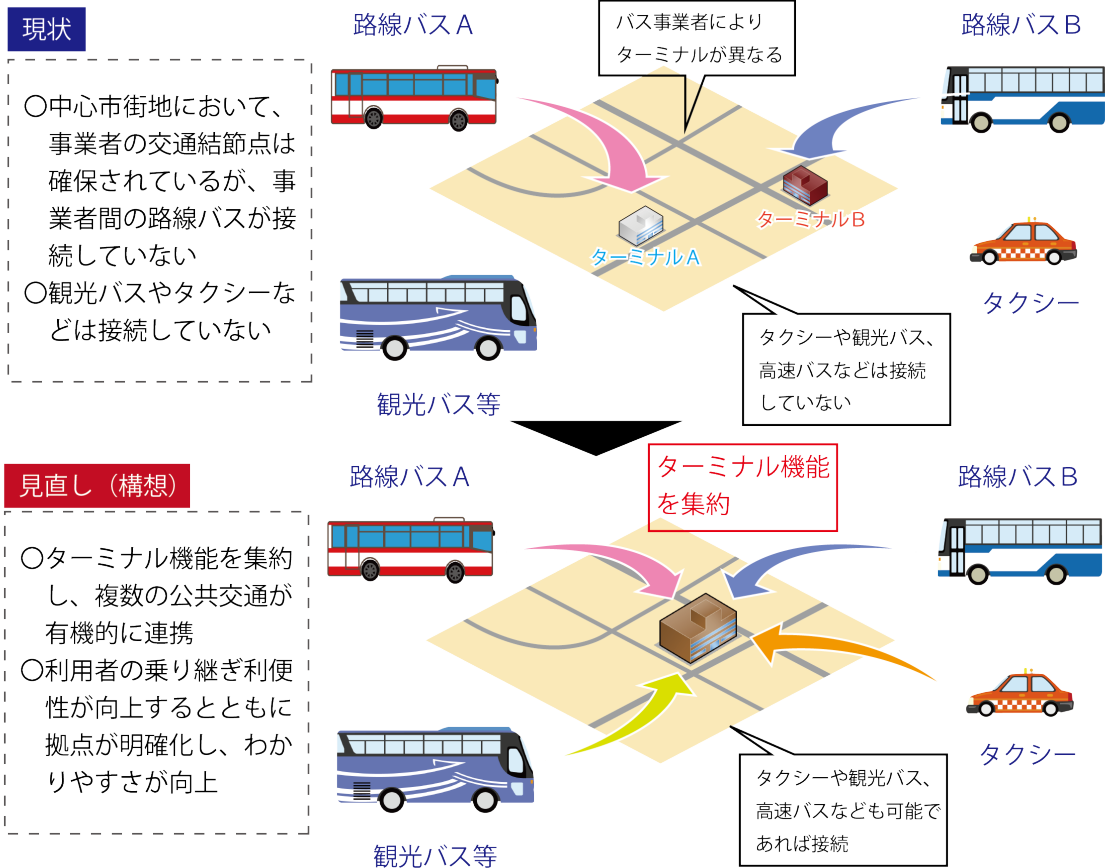 現状
○中心市街地において、
事業者の交通結節点は
確保されているが、事
業者間の路線バスが接
続していない
○観光バスやタクシーな
どは接続していない
路線バスA
バス事業者により
ターミナルが異なる
路線バスB
ターミナルA
ターミナルB
観光バス等
タクシー
タクシーや観光バス、
高速バスなどは接続
していない
見直し（構想）
○ターミナル機能を集約
し、複数の公共交通が
有機的に連携
○利用者の乗り継ぎ利便
性が向上するとともに
拠点が明確化し、わか
りやすさが向上
路線バスA
ターミナル機能
を集約
路線バスB
観光バス等
タクシー
タクシーや観光バス、
高速バスなども可能で
あれば接続